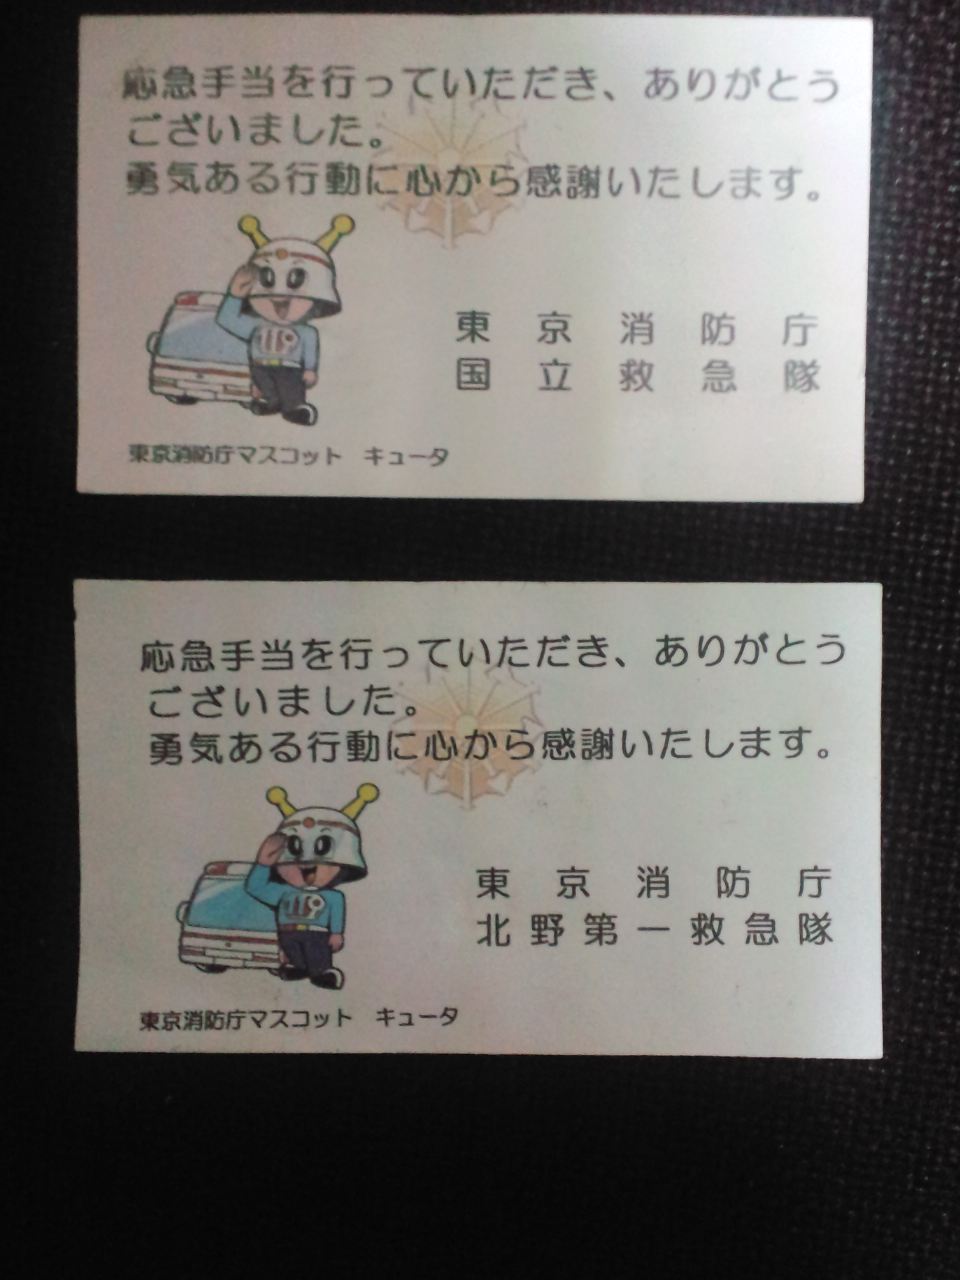 応急手当を行っていただき、ありがとう
ございました。
勇気ある行動に心から感謝いたします。
119
東京消防庁
国立救急隊
東京消防庁マスコット キュータ
応急手当を行っていただき、ありがとう
ございました。
勇気ある行動に心から感謝いたします。
119
東京消防庁
北野第一救急隊
東京消防庁マスコット キュータ